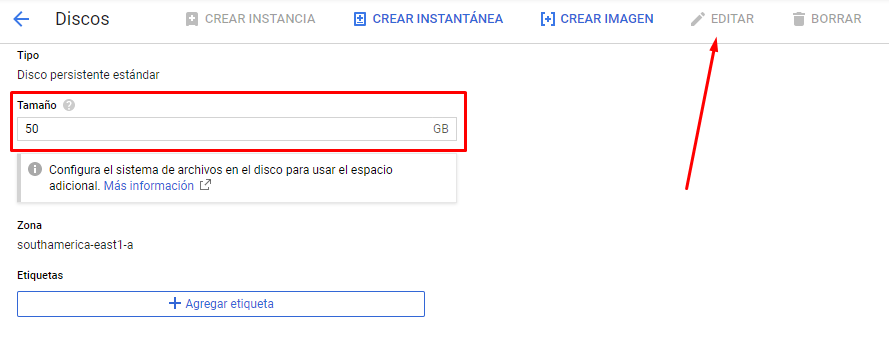 Discos
CREAR INSTANCIA
CREAR INSTANTÁNEA
CREAR IMAGEN
EDITAR
BORRAR
Tipo
Disco persistente estándar
Tamaño
50 GB
Configura el sistema de archivos en el disco para usar el espacio
adicional. Más información
Zona
southamerica-east1-a
Etiquetas
Agregar etiqueta